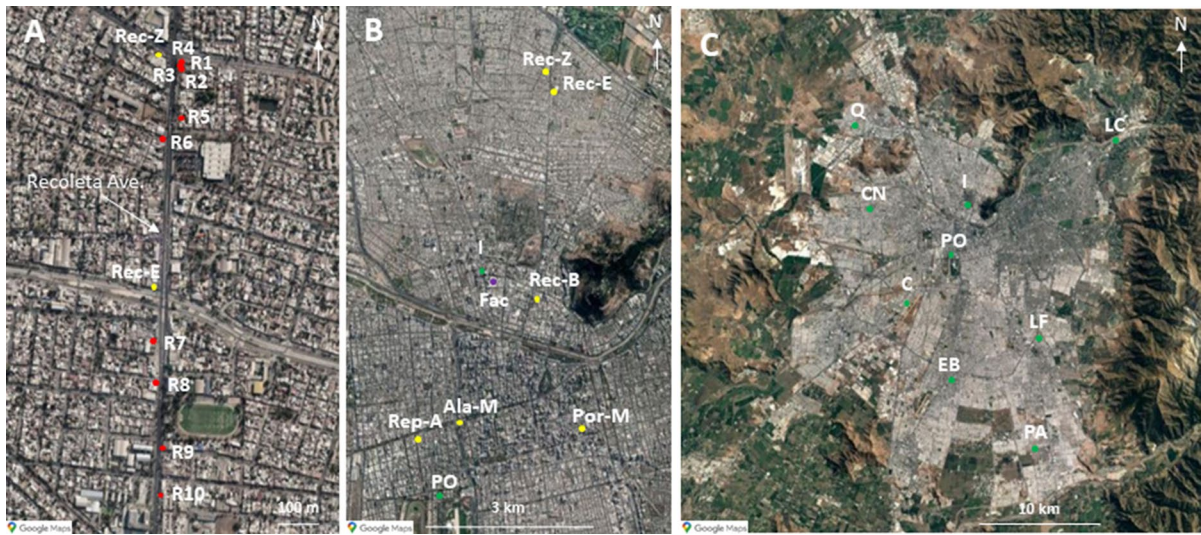 A
N
Rec-Z
R4
R1
R3
R2
R5
R6
Recoleta Ave.
Rec-E
R7
R8
R9
R10
100 m
Google Maps
B
N
Rec-Z
Rec-E
I
Fac
Rec-B
Ala-M
Rep-A
Por-M
PO
3 km
Google Maps
C
N
Q
LC
CN
I
PO
C
LF
EB
PA
10 km
Google Maps